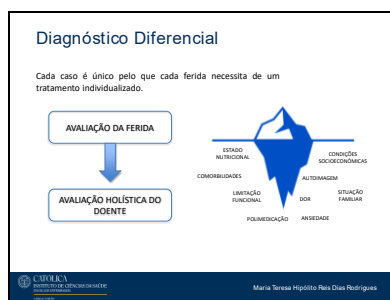 Diagnóstico Diferencial
Cada caso é único pelo que cada ferida necessita de um
tratamento individualizado.
AVALIAÇÃO DA FERIDA
AVALIAÇÃO HOLÍSTICA DO
DOENTE
ESTADO
NUTRICIONAL
CONDIÇÕES
SOCIOECONÓMICAS
COMORBILIDADES
AUTOIMAGEM
LIMITAÇÃO
FUNCIONAL
DOR
SITUAÇÃO
FAMILIAR
POLIMEDICAÇÃO
ANSIEDADE
CATOLICA
INSTITUTO DE CIÊNCIAS DA SAÚDE
Maria Teresa Hipólito Reis Dias Rodrigues